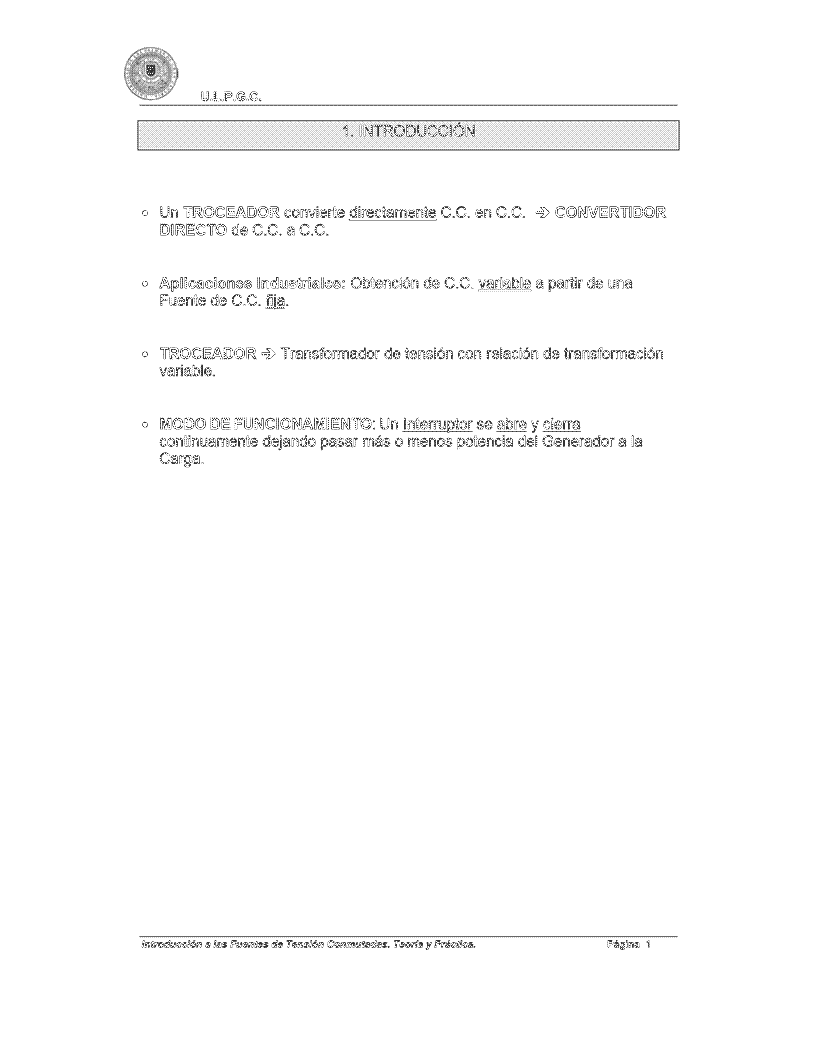 U.L.P.G.C.
1. INTRODUCCIÓN
Un TROCEADOR convierte directamente C.C. en C.C. → CONVERTIDOR
DIRECTO de C.C. a C.C.
Aplicaciones Industriales: Obtención de C.C. variable a partir de una
Fuente de C.C. fija.
TROCEADOR → Transformador de tensión con relación de transformación
variable.
MODO DE FUNCIONAMIENTO: Un Interruptor se abre y cierra
continuamente dejando pasar más o menos potencia del Generador a la
Carga.
Introducción a las Fuentes de Tensión Conmutadas. Teoría y Práctica. Página 1